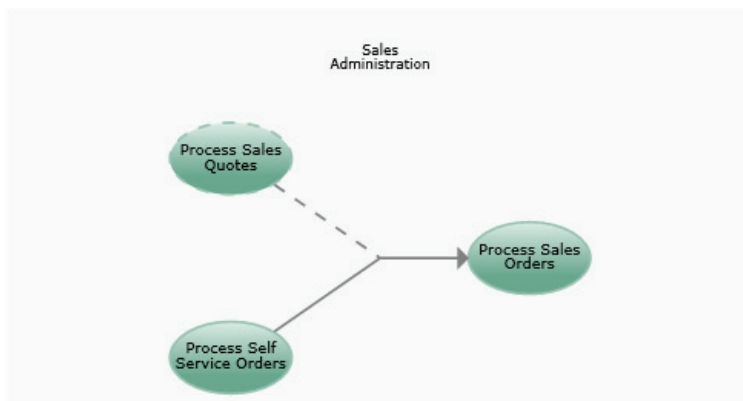 Sales
Administration
Process Sales
Quotes
Process Sales
Orders
Process Self
Service Orders